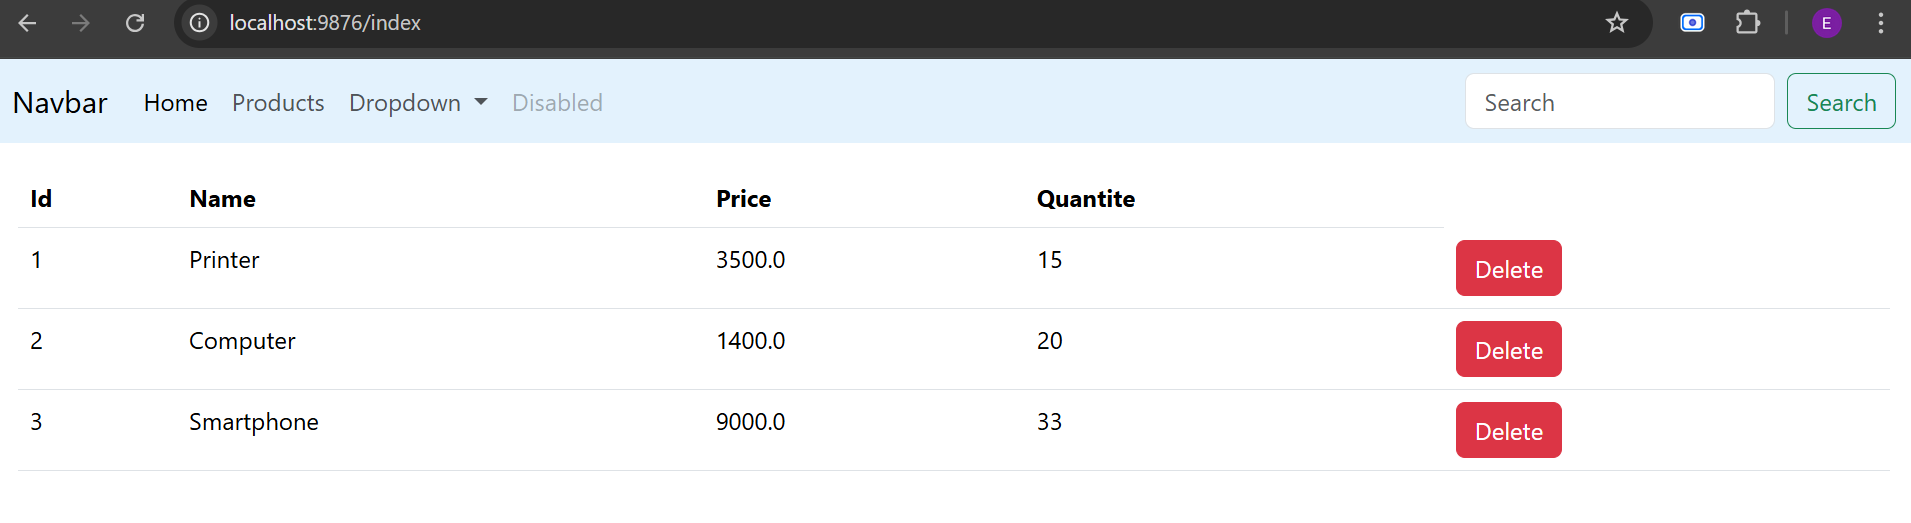 localhost:9876/index
E
Navbar Home Products Dropdown Disabled Search Search
Id Name Price Quantite
1 Printer 3500.0 15 Delete
2 Computer 1400.0 20 Delete
3 Smartphone 9000.0 33 Delete